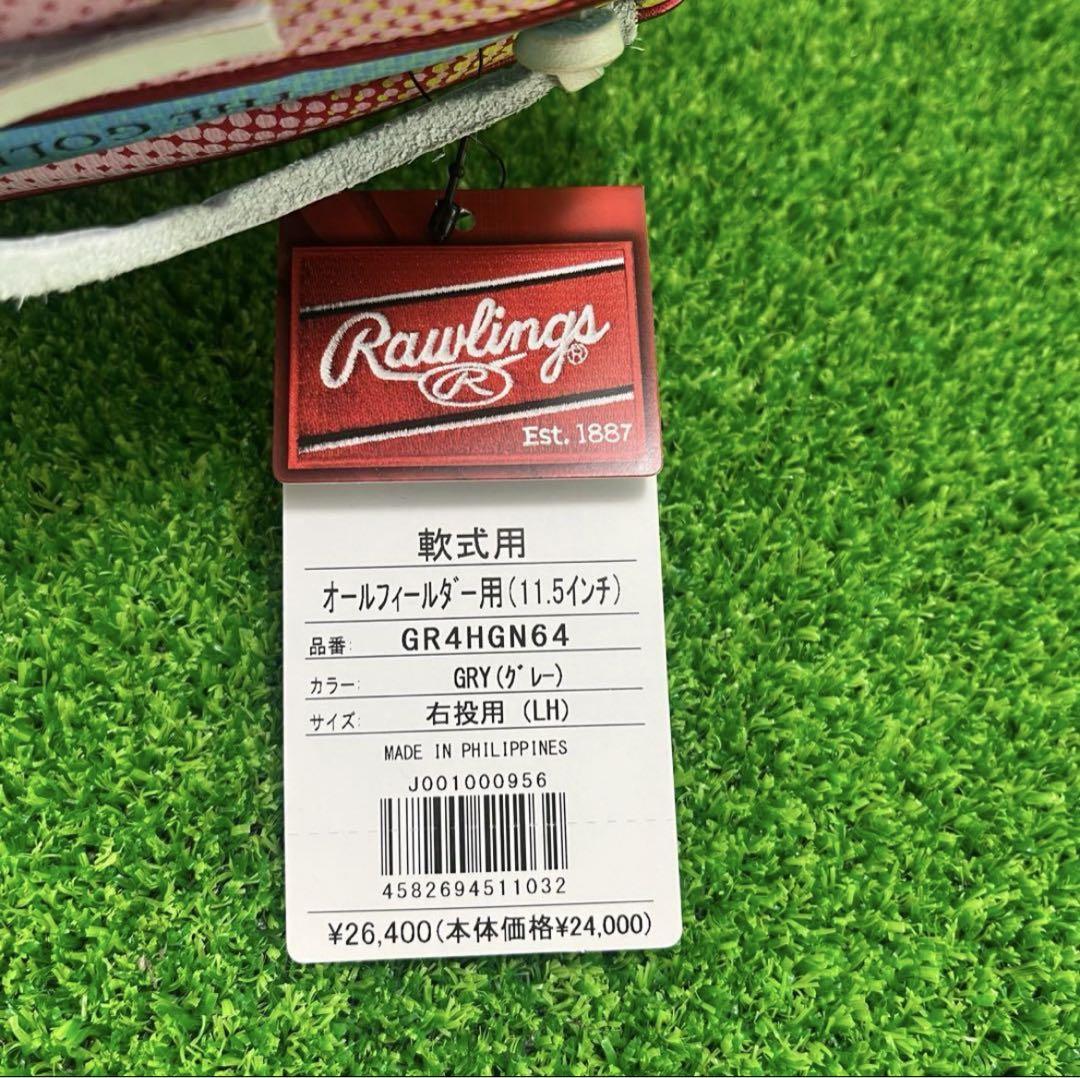 THE GOL
Rawlings®
R
Est. 1887
軟式用
オールフィールダー用(11.5インチ)
品番: GR4HGN64
カラー: GRY(グレー)
サイズ: 右投用 (LH)
MADE IN PHILIPPINES
J001000956
4582694511032
¥26,400(本体価格¥24,000)